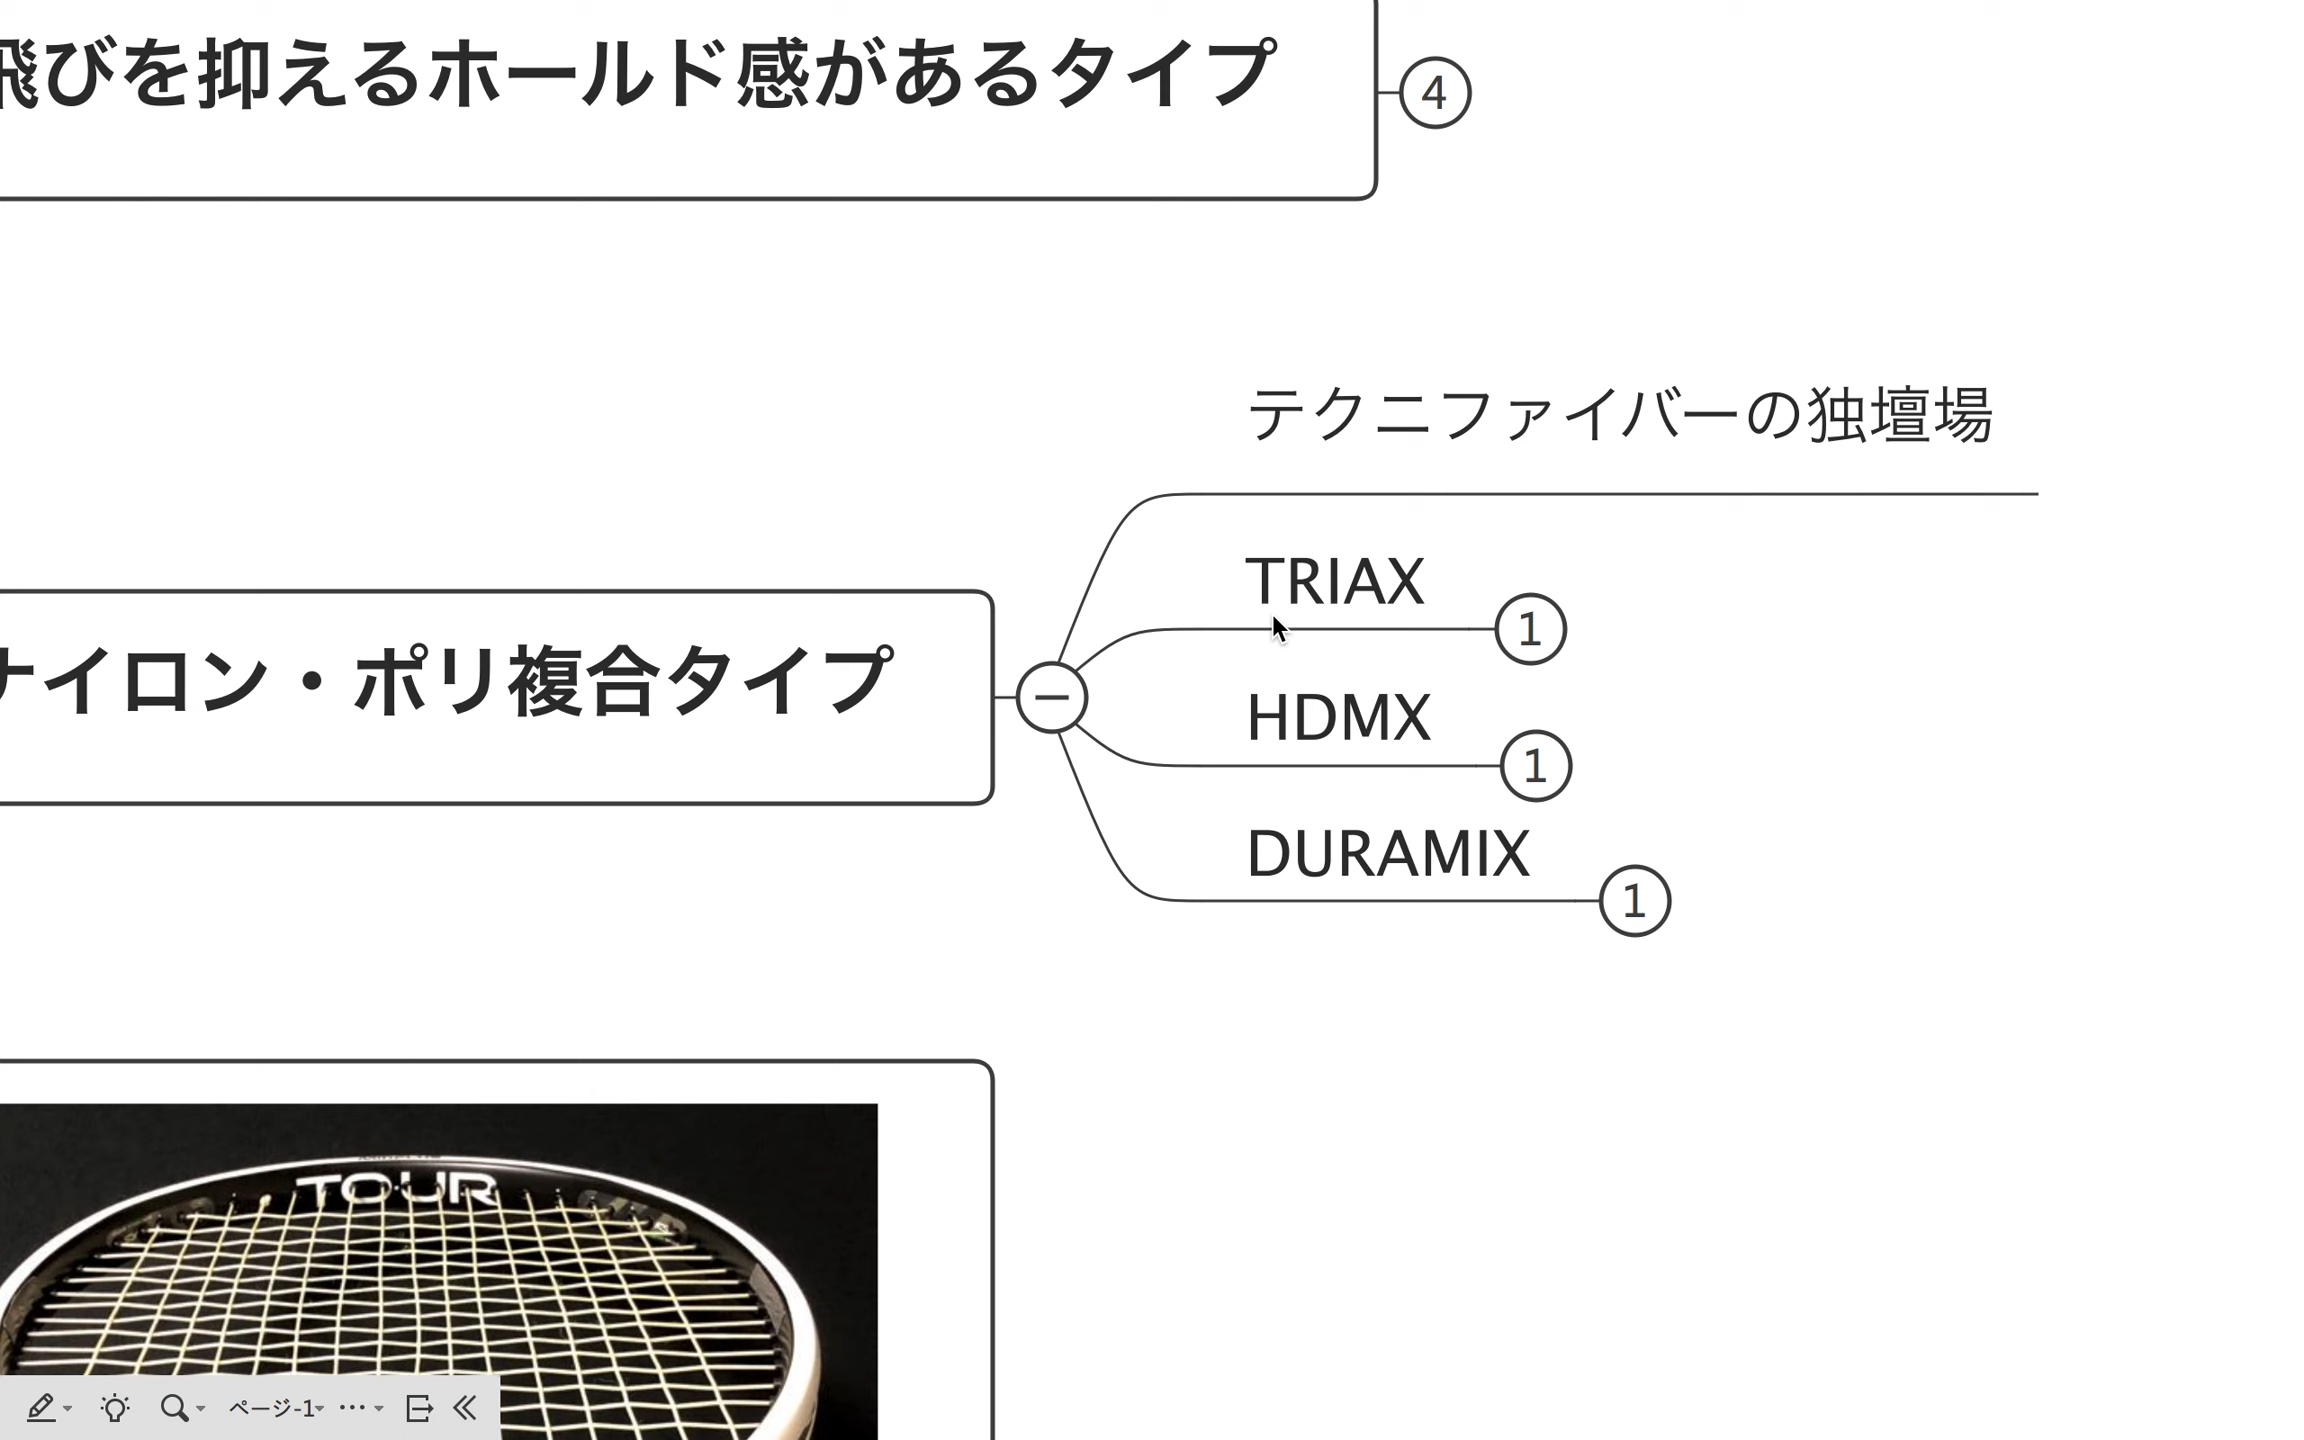 飛びを抑えるホールド感があるタイプ
4
テクニファイバーの独壇場
TRIAX
1
ナイロン・ポリ複合タイプ
HDMX
1
DURAMIX
1
TOUR
ページ-1